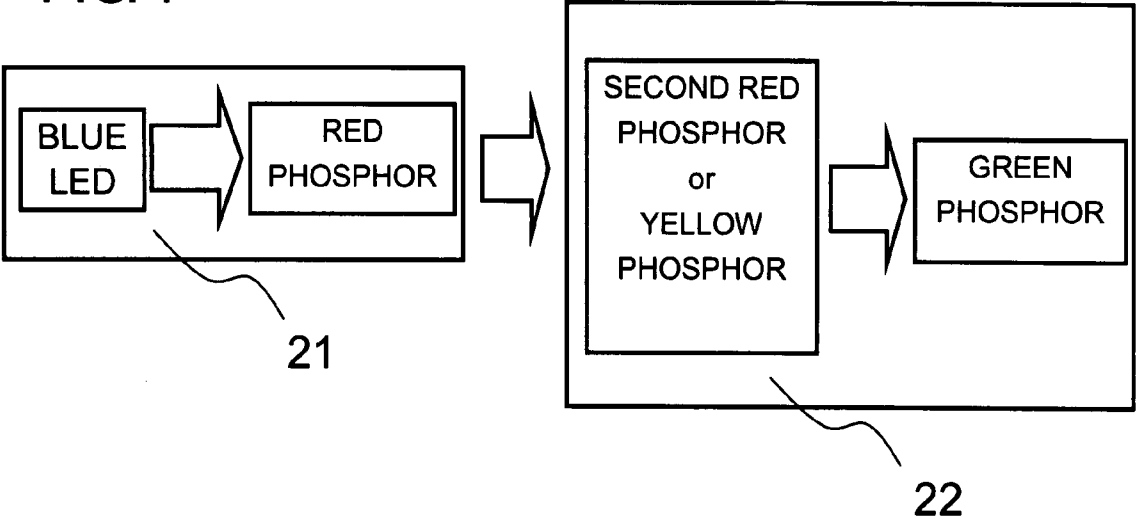 BLUE
LED
RED
PHOSPHOR
21
SECOND RED
PHOSPHOR
or
YELLOW
PHOSPHOR
GREEN
PHOSPHOR
22